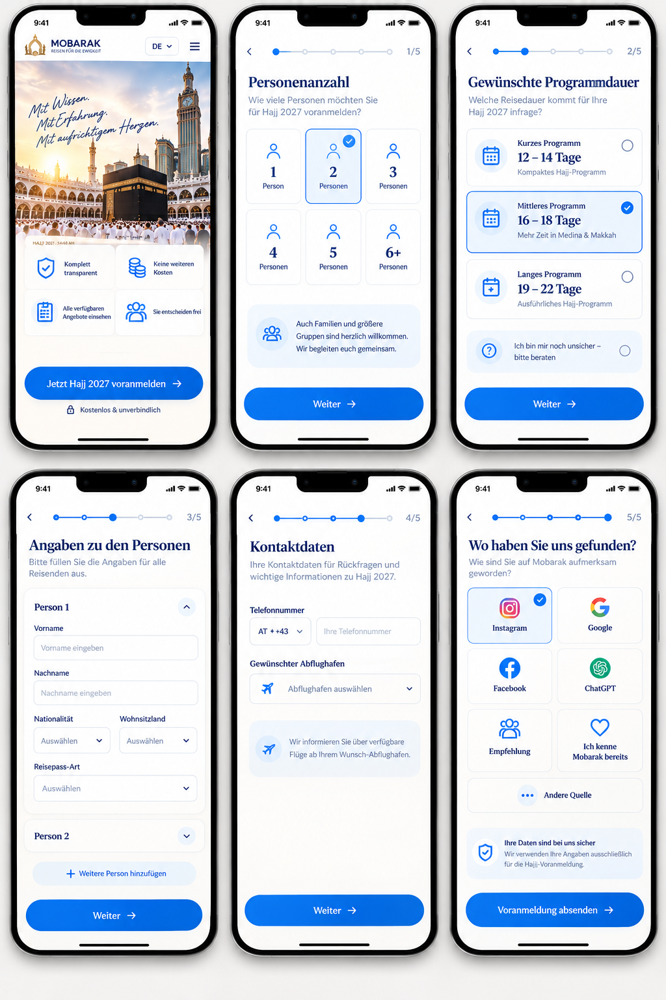 9:41
MOBARAK
REISEN FÜR DIE EWIGKEIT
DE
Mit Wissen.
Mit Erfahrung.
Mit aufrichtigem Herzen.
Komplett
transparent
Keine weiteren
Kosten
Alle verfügbaren
Angebote einsehen
Sie entscheiden frei
Jetzt Hajj 2027 voranmelden →
Kostenlos & unverbindlich
9:41
1/5
Personenanzahl
Wie viele Personen möchten Sie
für Hajj 2027 voranmelden?
1
Person
2
Personen
3
Personen
4
Personen
5
Personen
6+
Personen
Auch Familien und größere
Gruppen sind herzlich willkommen.
Wir begleiten euch gemeinsam.
Weiter →
9:41
2/5
Gewünschte Programmdauer
Welche Reisedauer kommt für Ihre
Hajj 2027 infrage?
Kurzes Programm
12 – 14 Tage
Kompaktes Hajj-Programm
Mittleres Programm
16 – 18 Tage
Mehr Zeit in Medina & Makkah
Langes Programm
19 – 22 Tage
Ausführliches Hajj-Programm
Ich bin mir noch unsicher –
bitte beraten
Weiter →
9:41
3/5
Angaben zu den Personen
Bitte füllen Sie die Angaben für alle
Reisenden aus.
Person 1
Vorname
Vorname eingeben
Nachname
Nachname eingeben
Nationalität
Wohnsitzland
Auswählen
Auswählen
Reisepass-Art
Auswählen
Person 2
+ Weitere Person hinzufügen
Weiter →
9:41
4/5
Kontaktdaten
Ihre Kontaktdaten für Rückfragen und
wichtige Informationen zu Hajj 2027.
Telefonnummer
AT ++43
Ihre Telefonnummer
Gewünschter Abflughafen
Abflughafen auswählen
Wir informieren Sie über verfügbare
Flüge ab Ihrem Wunsch-Abflughafen.
Weiter →
9:41
5/5
Wo haben Sie uns gefunden?
Wie sind Sie auf Mobarak aufmerksam
geworden?
Instagram
Google
Facebook
ChatGPT
Empfehlung
Ich kenne
Mobarak bereits
Andere Quelle
Ihre Daten sind bei uns sicher
Wir verwenden Ihre Angaben ausschließlich
für die Hajj-Voranmeldung.
Voranmeldung absenden →